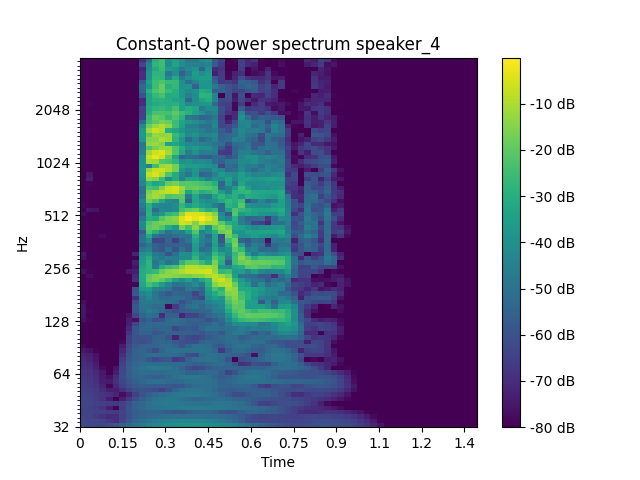 Constant-Q power spectrum speaker_4
Hz
2048
1024
512
256
128
64
32
0 0.15 0.3 0.45 0.6 0.75 0.9 1.1 1.2 1.4
Time
-10 dB
-20 dB
-30 dB
-40 dB
-50 dB
-60 dB
-70 dB
-80 dB